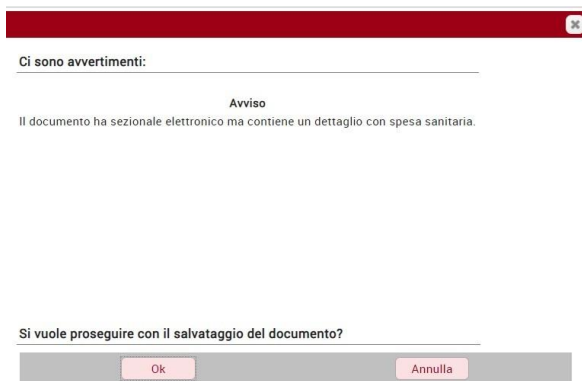 Ci sono avvertimenti:
Avviso
Il documento ha sezionale elettronico ma contiene un dettaglio con spesa sanitaria.
Si vuole proseguire con il salvataggio del documento?
Ok
Annulla